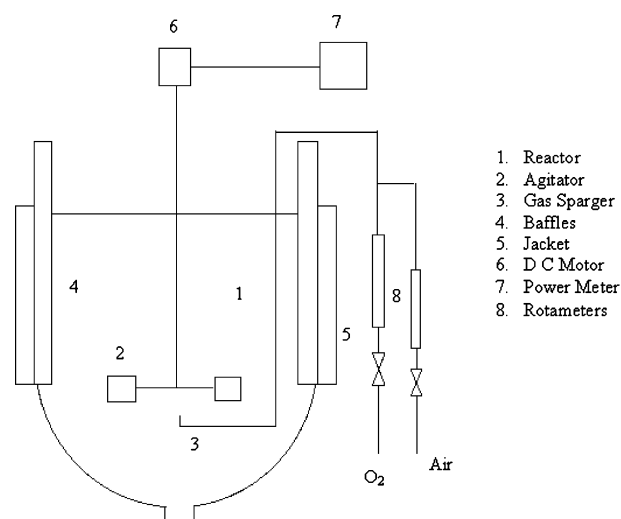 6
7
1. Reactor
2. Agitator
3. Gas Sparger
4. Baffles
5. Jacket
6. D C Motor
7. Power Meter
8. Rotameters
4
1
8
5
2
3
O₂
Air